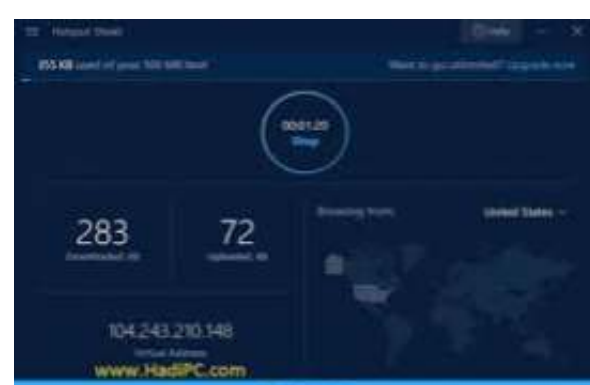 Hotspot Shield
Help
355 KB used of your 500 MB limit
Want to go unlimited? Upgrade now
00:01:20
Stop
283
Downloaded, KB
72
Uploaded, KB
Browsing from:
United States
104.243.210.148
Virtual Address
www.HadiPC.com